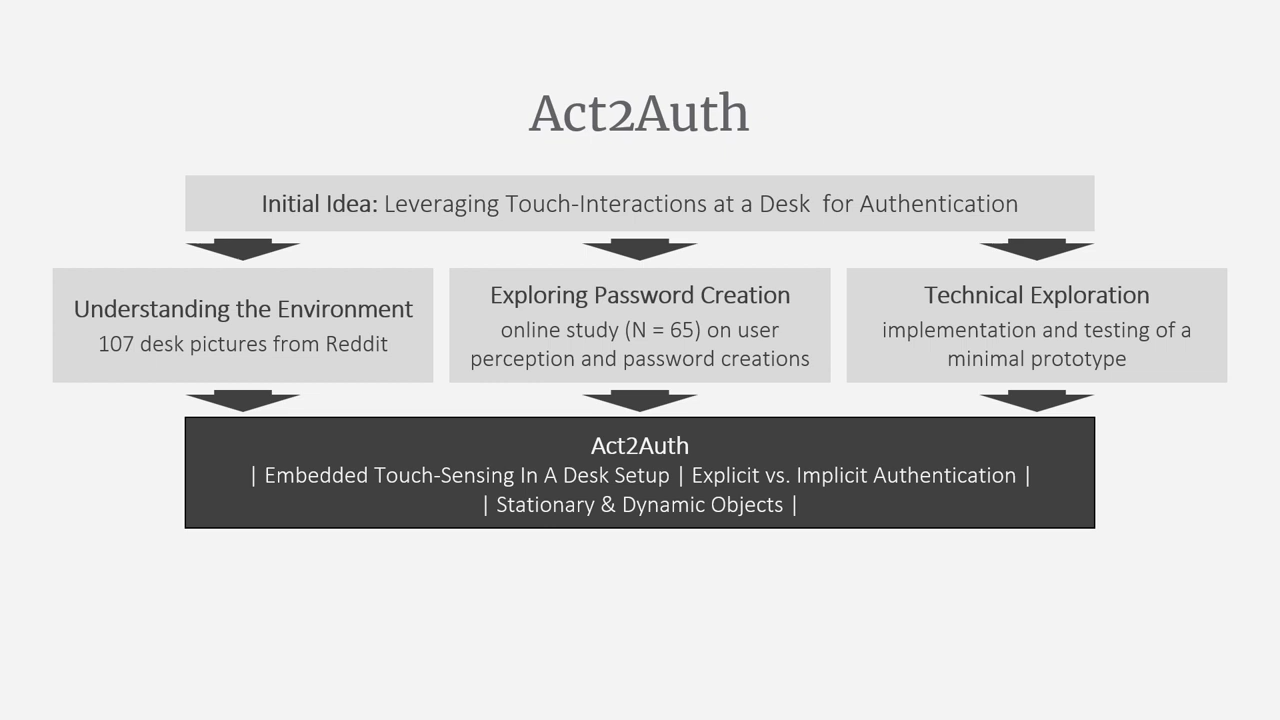 Act2Auth
Initial Idea: Leveraging Touch-Interactions at a Desk for Authentication
Understanding the Environment
107 desk pictures from Reddit
Exploring Password Creation
online study (N = 65) on user
perception and password creations
Technical Exploration
implementation and testing of a
minimal prototype
Act2Auth
| Embedded Touch-Sensing In A Desk Setup | Explicit vs. Implicit Authentication |
| Stationary & Dynamic Objects |